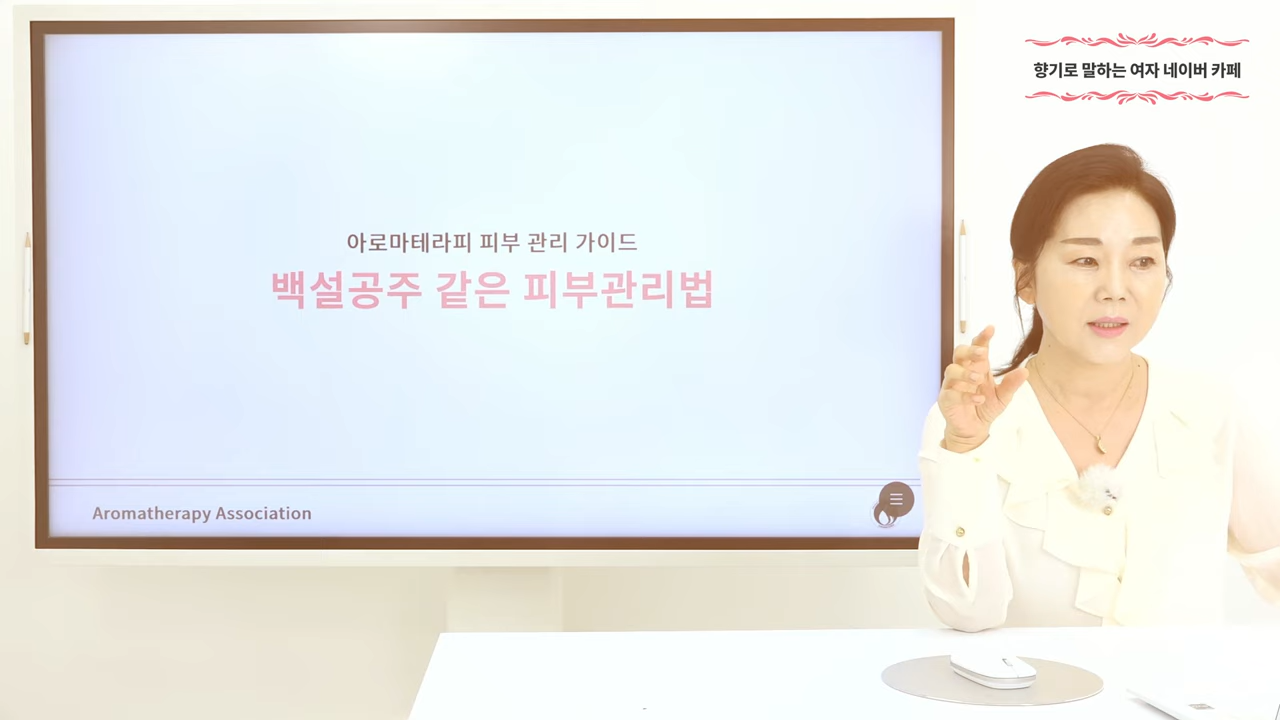 향기로 말하는 여자 네이버 카페
아로마테라피 피부 관리 가이드
백설공주 같은 피부관리법
Aromatherapy Association